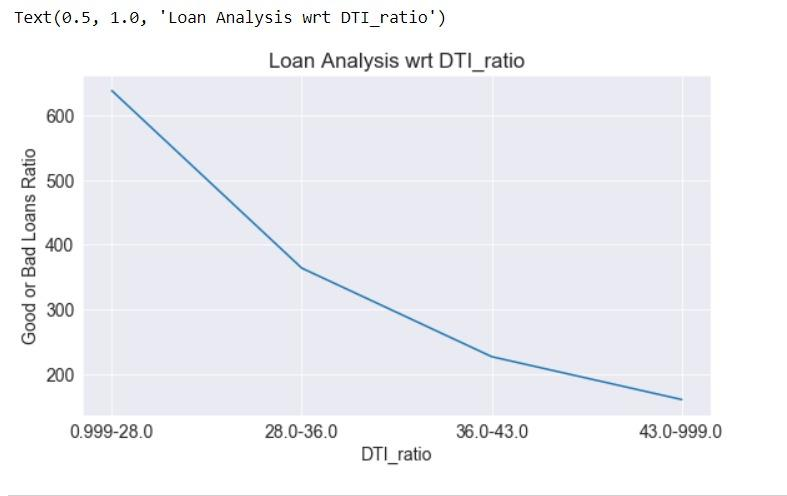 Text(0.5, 1.0, 'Loan Analysis wrt DTI_ratio')
Loan Analysis wrt DTI_ratio
600
500
400
300
200
Good or Bad Loans Ratio
0.999-28.0 28.0-36.0 36.0-43.0 43.0-999.0
DTI_ratio